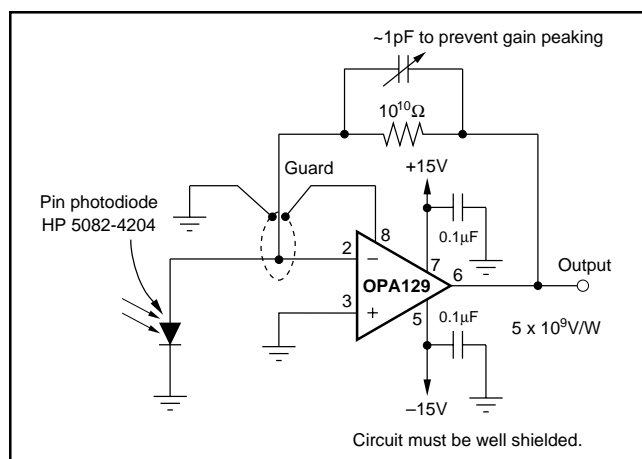 ~1pF to prevent gain peaking
10¹⁰Ω
+15V
Guard
Pin photodiode
HP 5082-4204
0.1µF
8
2
–
7
OPA129
6
Output
3
+
5
0.1µF
5 x 10⁹V/W
–15V
Circuit must be well shielded.